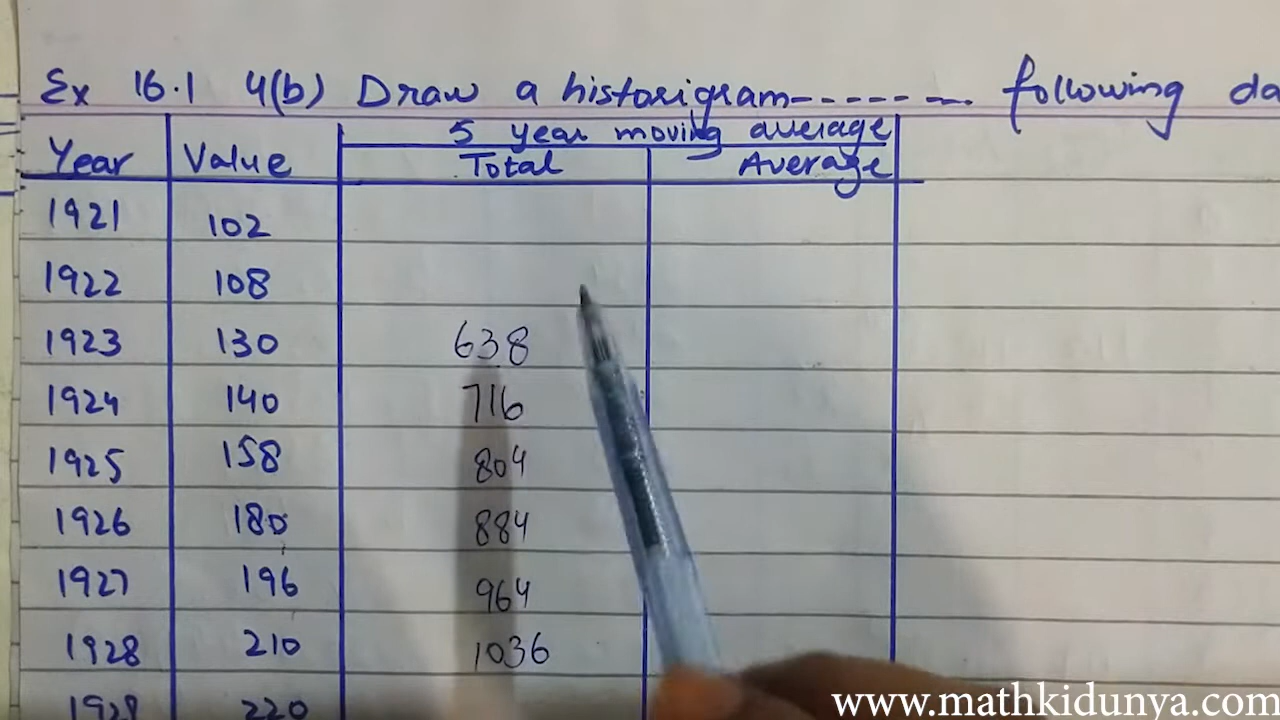 Ex 16.1 4(b) Draw a historigram------- following da
5 year moving average
Year Value Total Average
1921 102
1922 108
1923 130 638
1924 140 716
1925 158 804
1926 180 884
1927 196 964
1928 210 1036
1929 220
www.mathkidunya.com